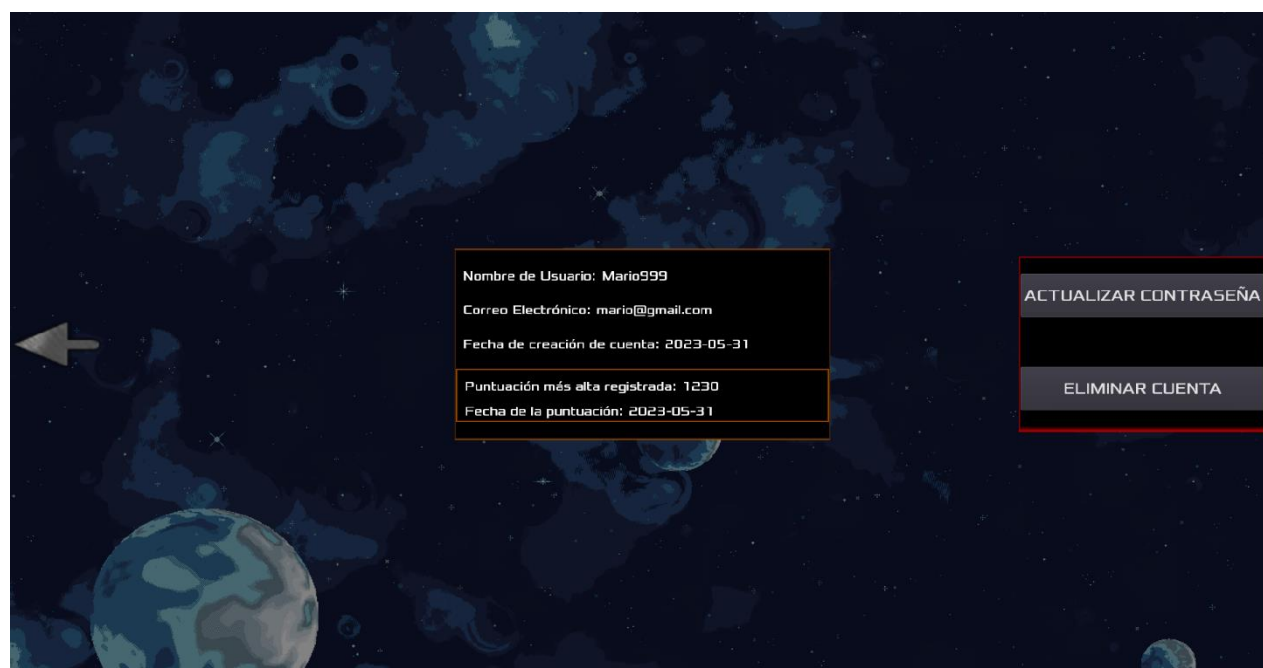 Nombre de Usuario: Mario999
Correo Electrónico: mario@gmail.com
Fecha de creación de cuenta: 2023-05-31
Puntuación más alta registrada: 1230
Fecha de la puntuación: 2023-05-31
ACTUALIZAR CONTRASEÑA
ELIMINAR CUENTA